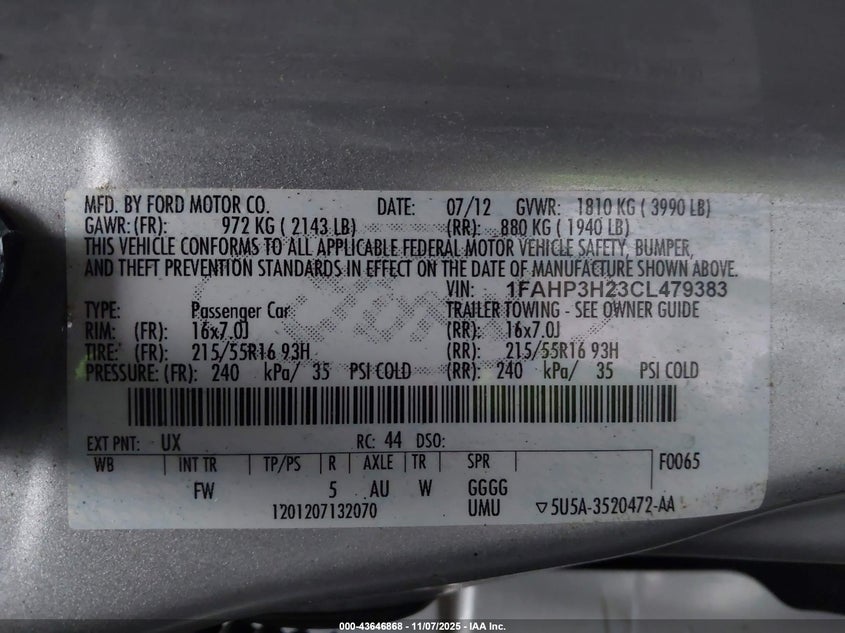 MFD. BY FORD MOTOR CO. DATE: 07/12 GVWR: 1810 KG ( 3990 LB)
GAWR: (FR): 972 KG ( 2143 LB) (RR): 880 KG ( 1940 LB)
THIS VEHICLE CONFORMS TO ALL APPLICABLE FEDERAL MOTOR VEHICLE SAFETY, BUMPER,
AND THEFT PREVENTION STANDARDS IN EFFECT ON THE DATE OF MANUFACTURE SHOWN ABOVE.
VIN: 1FAHP3H23CL479383
TYPE: Passenger Car TRAILER TOWING - SEE OWNER GUIDE
RIM: (FR): 16x7.0J (RR): 16x7.0J
TIRE: (FR): 215/55R16 93H (RR): 215/55R16 93H
PRESSURE: (FR): 240 kPa/ 35 PSI COLD (RR): 240 kPa/ 35 PSI COLD
EXT PNT: UX RC: 44 DSO:
WB INT TR TP/PS R AXLE TR SPR F0065
FW 5 AU W GGGG
1201207132070 UMU ▽5U5A-3520472-AA
000-43646868 - 11/07/2025 - IAA Inc.